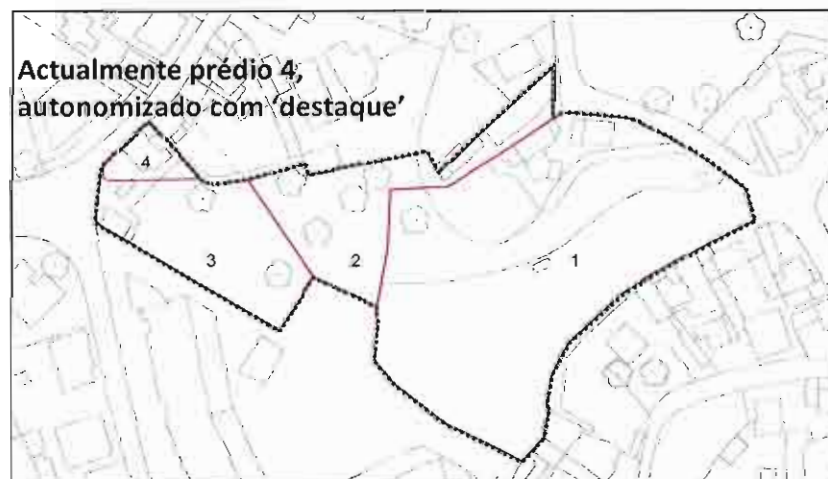 Actualmente prédio 4,
autonomizado com ‘destaque’
4
3
2
1